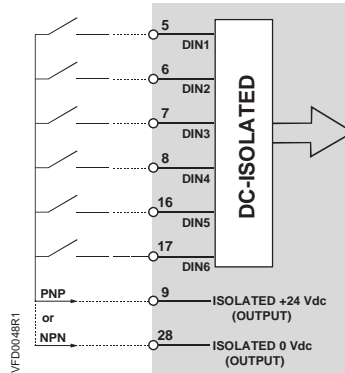 5
DIN1
6
DIN2
7
DIN3
8
DIN4
16
DIN5
17
DIN6
DC-ISOLATED
PNP
9
ISOLATED +24 Vdc
(OUTPUT)
or
NPN
28
ISOLATED 0 Vdc
(OUTPUT)
VFD0048R1